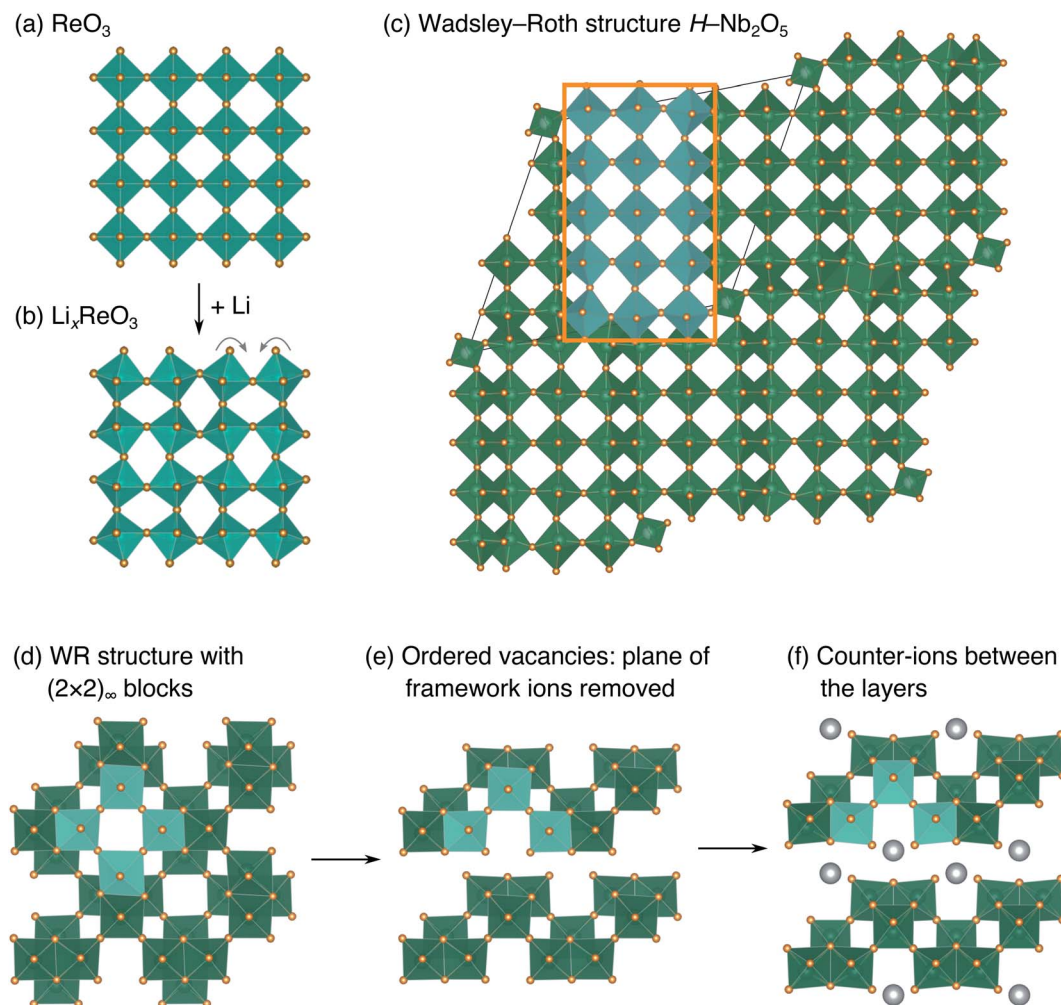 (a) ReO₃
(c) Wadsley–Roth structure H–Nb₂O₅
+ Li
(b) LiₓReO₃
(d) WR structure with
(2×2)∞ blocks
(e) Ordered vacancies: plane of
framework ions removed
(f) Counter-ions between
the layers